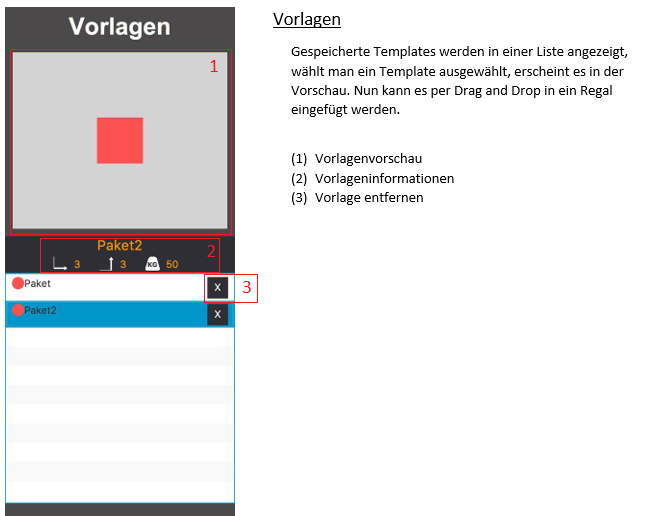 Vorlagen
1
Paket2
2
3 3 KG 50
Paket X
3
Paket2 X
Vorlagen
Gespeicherte Templates werden in einer Liste angezeigt,
wählt man ein Template ausgewählt, erscheint es in der
Vorschau. Nun kann es per Drag and Drop in ein Regal
eingefügt werden.
(1) Vorlagenvorschau
(2) Vorlageninformationen
(3) Vorlage entfernen